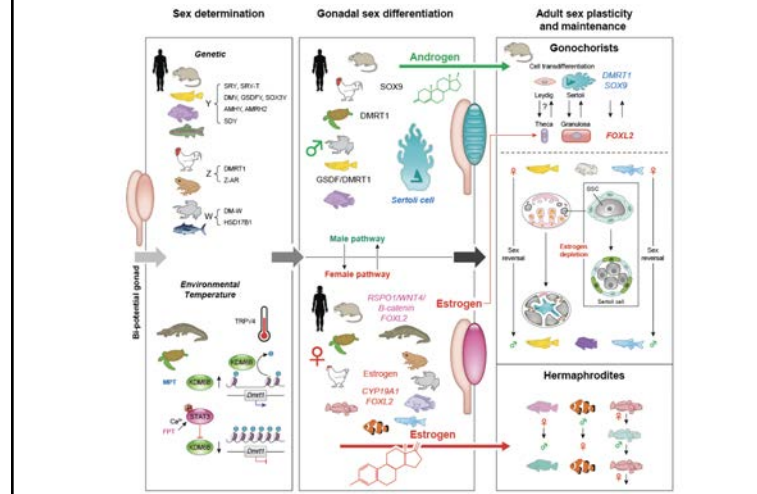 Sex determination
Gonadal sex differentiation
Adult sex plasticity
and maintenance
Genetic
Y
SRY, SRY-T
DMY, GSDFY, SOX3Y
AMHY, AMRH2
SDY
Z
DMRT1
Z-AR
W
DM-W
HSD17B1
Bi-potential gonad
Environmental
Temperature
TRPV4
KDM6B
MPT
KDM6B
Dmrt1
Ca²⁺
STAT3
FPT
KDM6B
Dmrt1
Androgen
SOX9
DMRT1
♂
GSDF/DMRT1
Sertoli cell
Male pathway
Female pathway
RSPO1/WNT4/
B-catenin
FOXL2
♀
Estrogen
CYP19A1
FOXL2
Estrogen
Estrogen
Gonochorists
Cell transdifferentiation
Leydig
Sertoli
DMRT1
SOX9
?
Theca
Granulosa
FOXL2
♀
♀
SSC
Sex
reversal
Estrogen
depletion
Sex
reversal
Sertoli cell
♂
♂
Hermaphrodites
♀
♂
♀
♂
♀
♂
♀